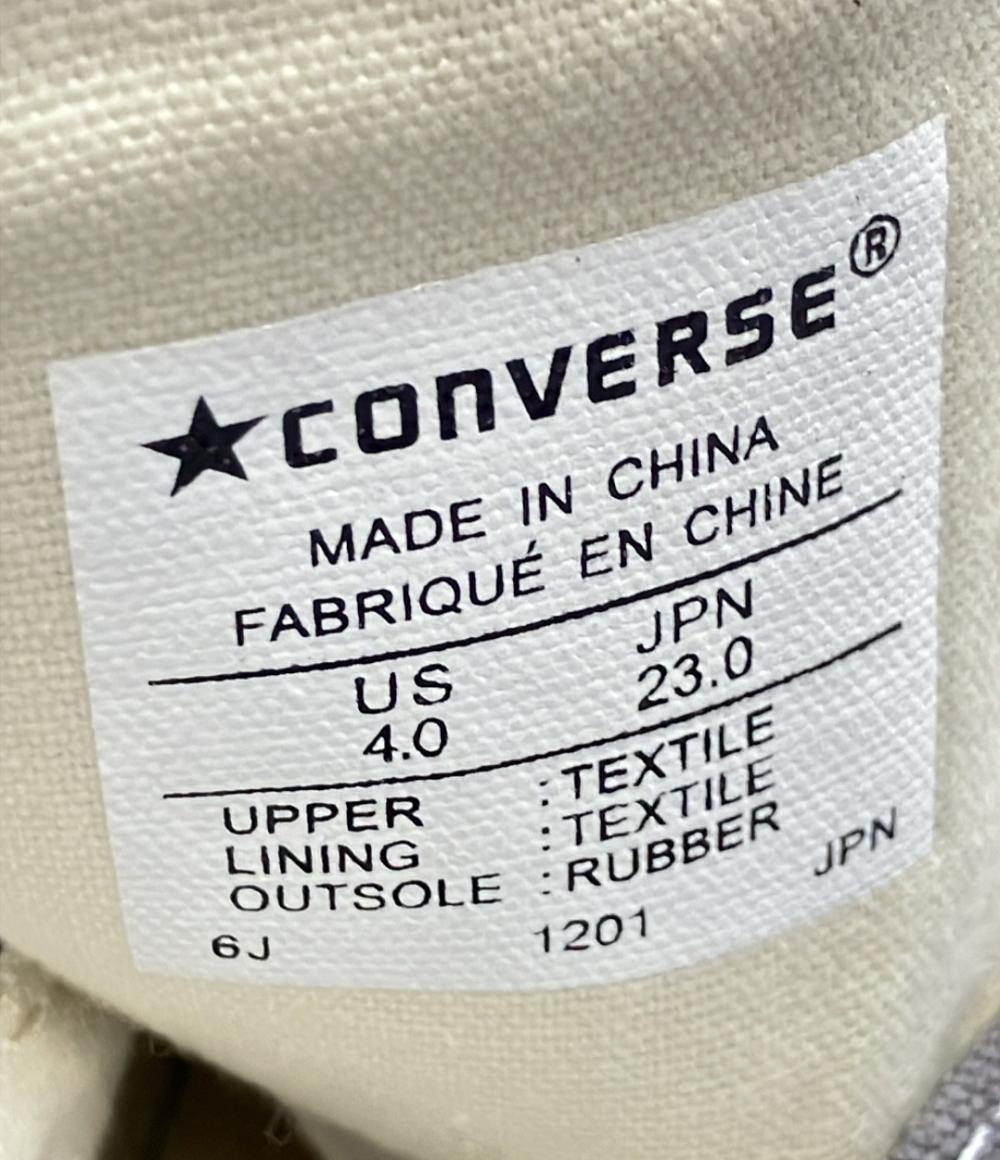 ★CONVERSE®
MADE IN CHINA
FABRIQUÉ EN CHINE
US JPN
4.0 23.0
UPPER : TEXTILE
LINING : TEXTILE
OUTSOLE : RUBBER
6J 1201 JPN